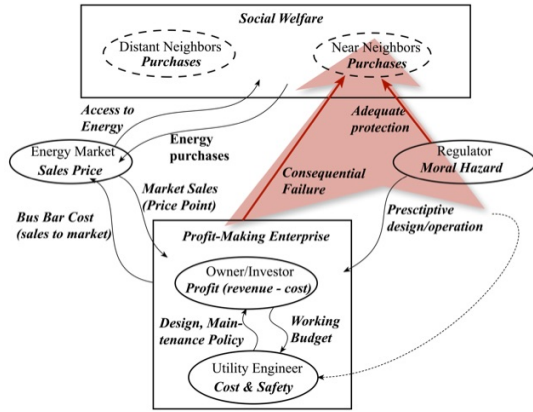 Social Welfare
Distant Neighbors
Purchases
Near Neighbors
Purchases
Access to
Energy
Energy
purchases
Adequate
protection
Energy Market
Sales Price
Regulator
Moral Hazard
Consequential
Failure
Market Sales
(Price Point)
Bus Bar Cost
(sales to market)
Presctiptive
design/operation
Profit-Making Enterprise
Owner/Investor
Profit (revenue - cost)
Design, Main-
tenance Policy
Working
Budget
Utility Engineer
Cost & Safety